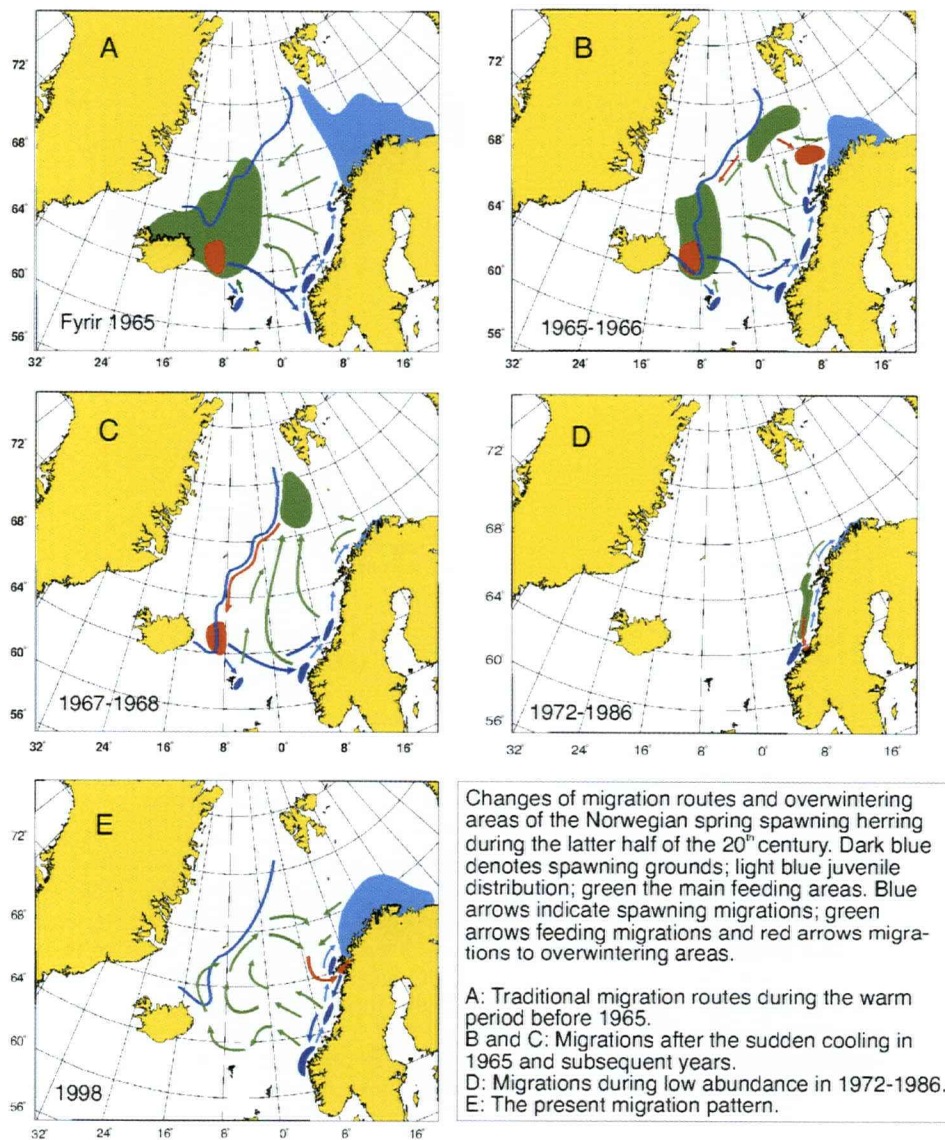 A
72°
68°
64°
60°
56°
Fyrir 1965
32° 24° 16° 8° 0° 8° 16°
B
72°
68°
64°
60°
56°
1965-1966
32° 24° 16° 8° 0° 8° 16°
C
72°
68°
64°
60°
56°
1967-1968
32° 24° 16° 8° 0° 8° 16°
D
72°
68°
64°
60°
56°
1972-1986
32° 24° 16° 8° 0° 8° 16°
E
72°
68°
64°
60°
56°
1998
32° 24° 16° 8° 0° 8° 16°
Changes of migration routes and overwintering
areas of the Norwegian spring spawning herring
during the latter half of the 20th century. Dark blue
denotes spawning grounds; light blue juvenile
distribution; green the main feeding areas. Blue
arrows indicate spawning migrations; green
arrows feeding migrations and red arrows migra-
tions to overwintering areas.
A: Traditional migration routes during the warm
period before 1965.
B and C: Migrations after the sudden cooling in
1965 and subsequent years.
D: Migrations during low abundance in 1972-1986.
E: The present migration pattern.